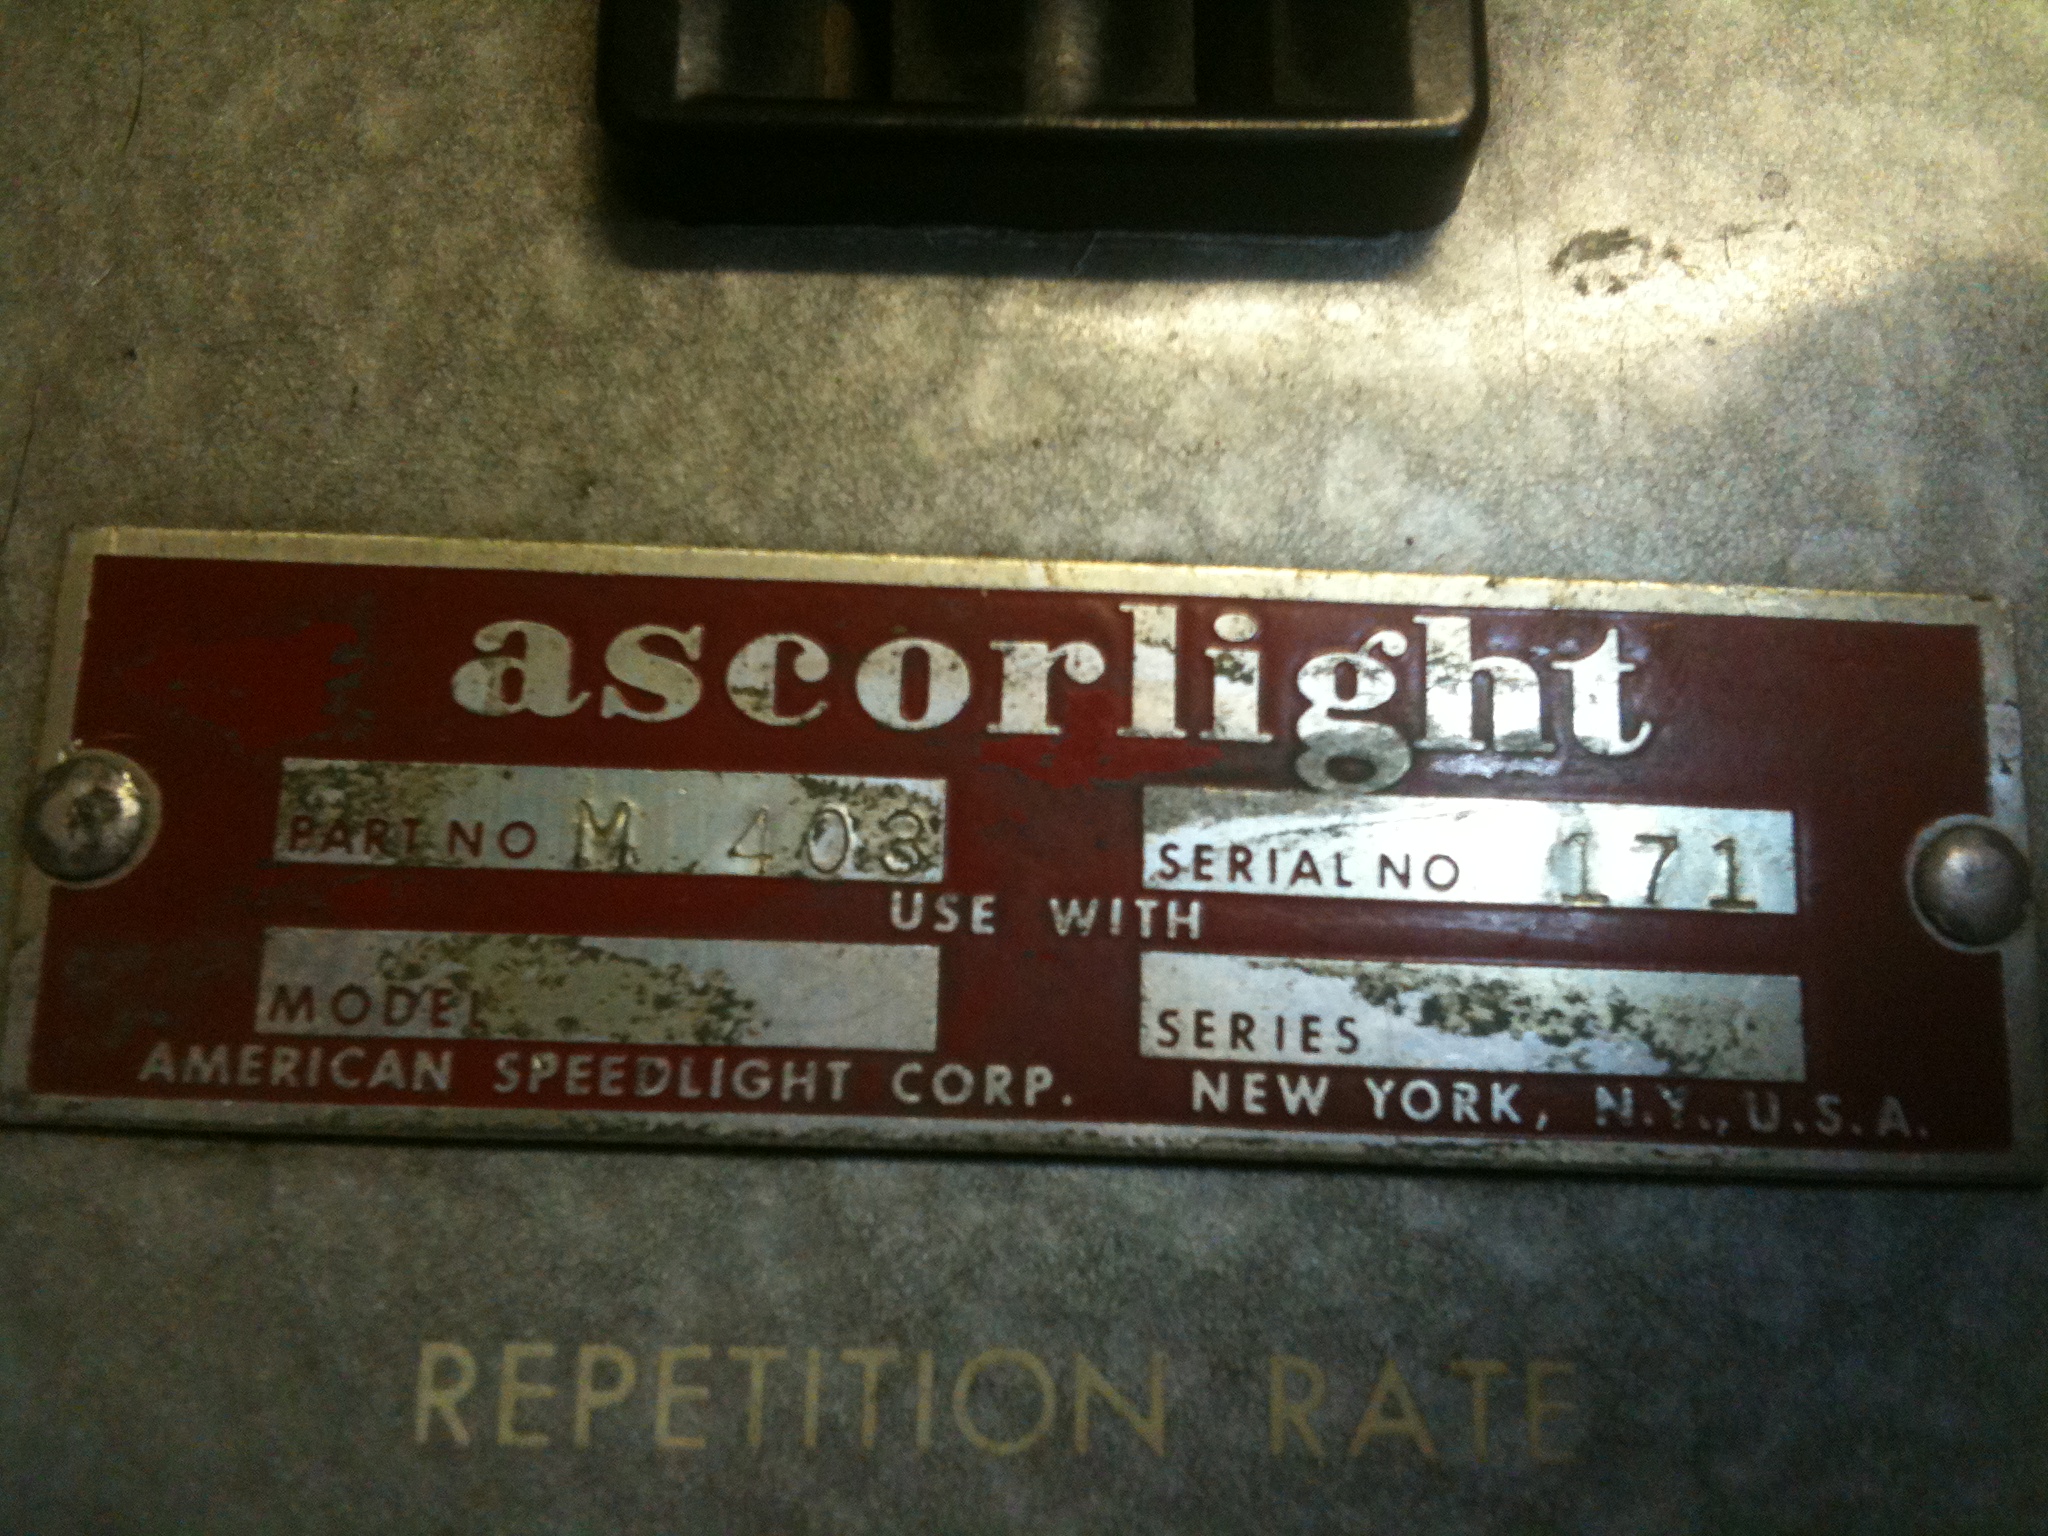 ascorlight
PART NO M 403 SERIAL NO 171
USE WITH
MODEL SERIES
AMERICAN SPEEDLIGHT CORP. NEW YORK, N.Y., U.S.A.
REPETITION RATE